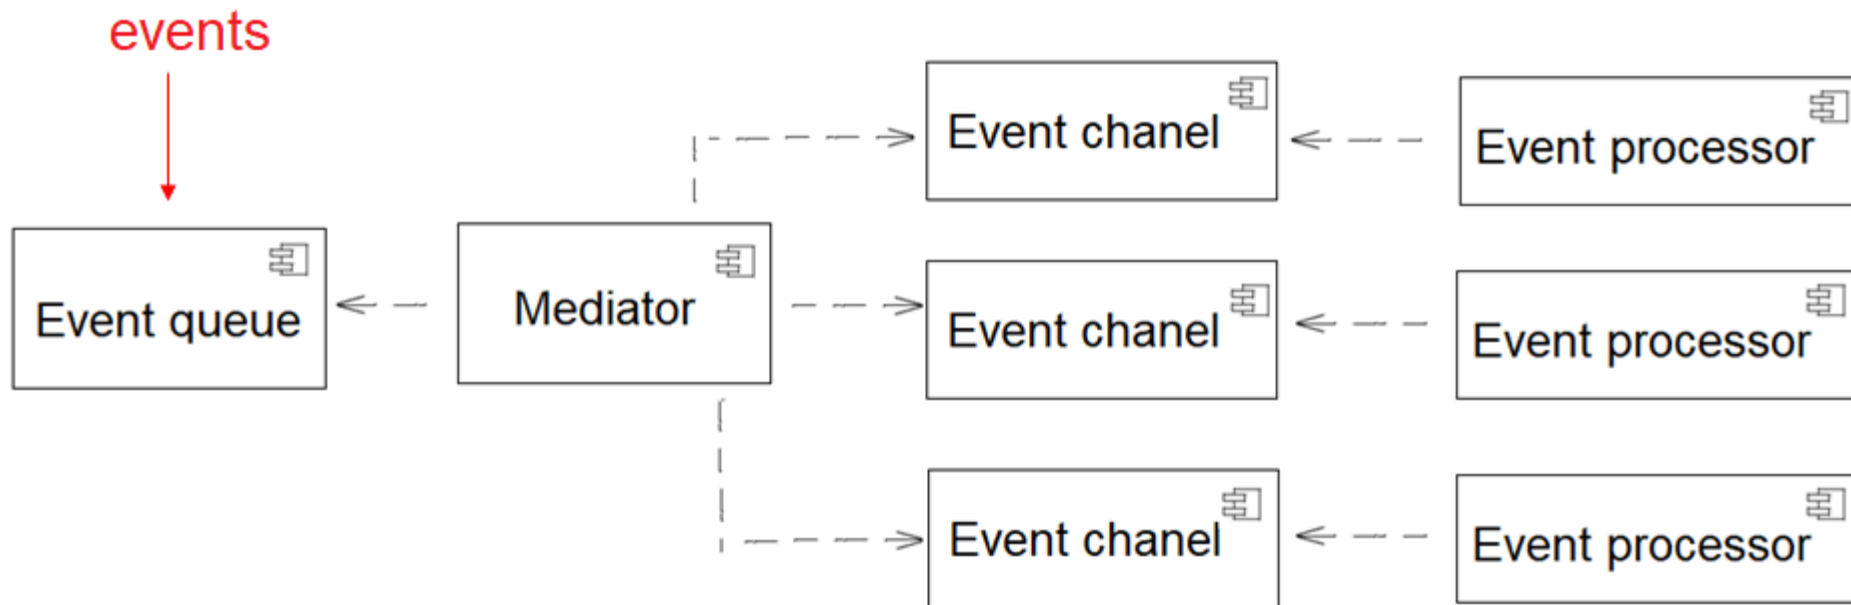 events
Event queue
Mediator
Event chanel
Event processor
Event chanel
Event processor
Event chanel
Event processor